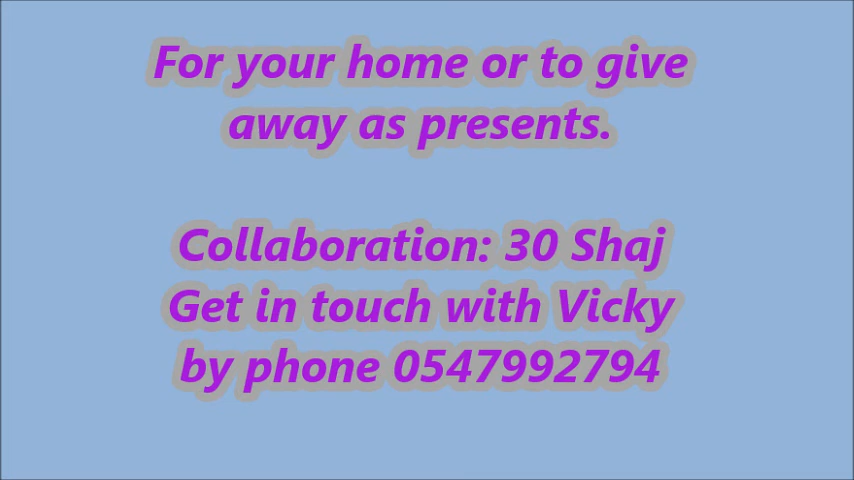 For your home or to give
away as presents.
Collaboration: 30 Shaj
Get in touch with Vicky
by phone 0547992794